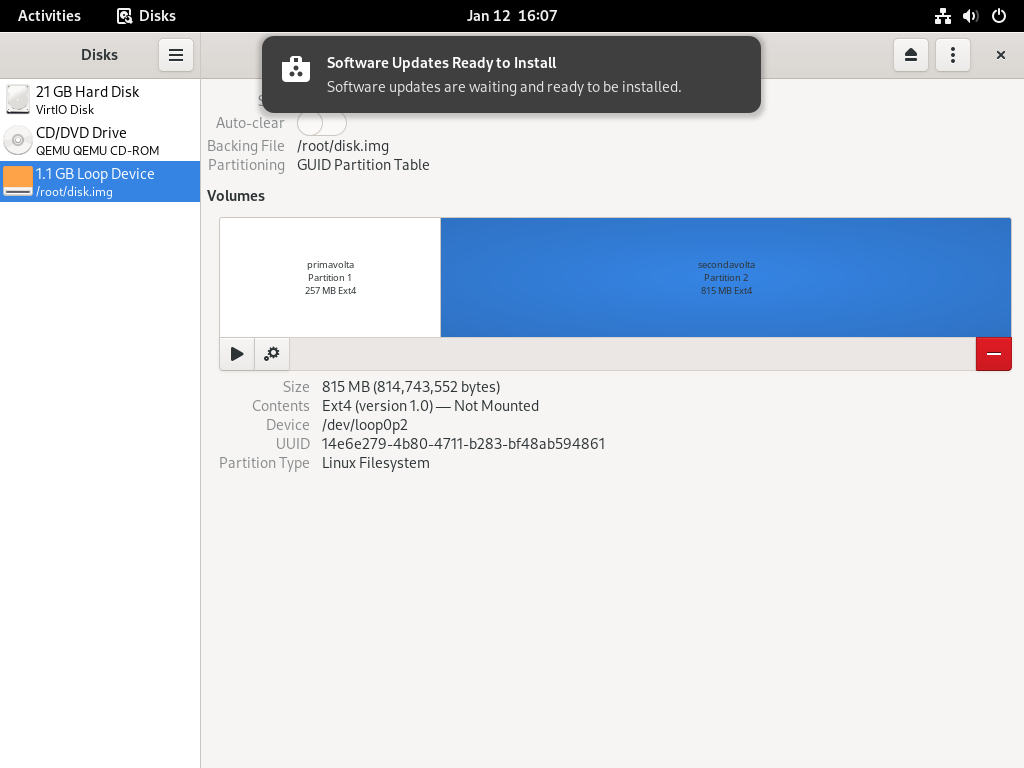 Activities
Disks
Jan 12 16:07
Disks
Software Updates Ready to Install
Software updates are waiting and ready to be installed.
21 GB Hard Disk
VirtIO Disk
CD/DVD Drive
QEMU QEMU CD-ROM
1.1 GB Loop Device
/root/disk.img
Auto-clear
Backing File /root/disk.img
Partitioning GUID Partition Table
Volumes
primavolta
Partition 1
257 MB Ext4
secondavolta
Partition 2
815 MB Ext4
Size 815 MB (814,743,552 bytes)
Contents Ext4 (version 1.0) — Not Mounted
Device /dev/loop0p2
UUID 14e6e279-4b80-4711-b283-bf48ab594861
Partition Type Linux Filesystem